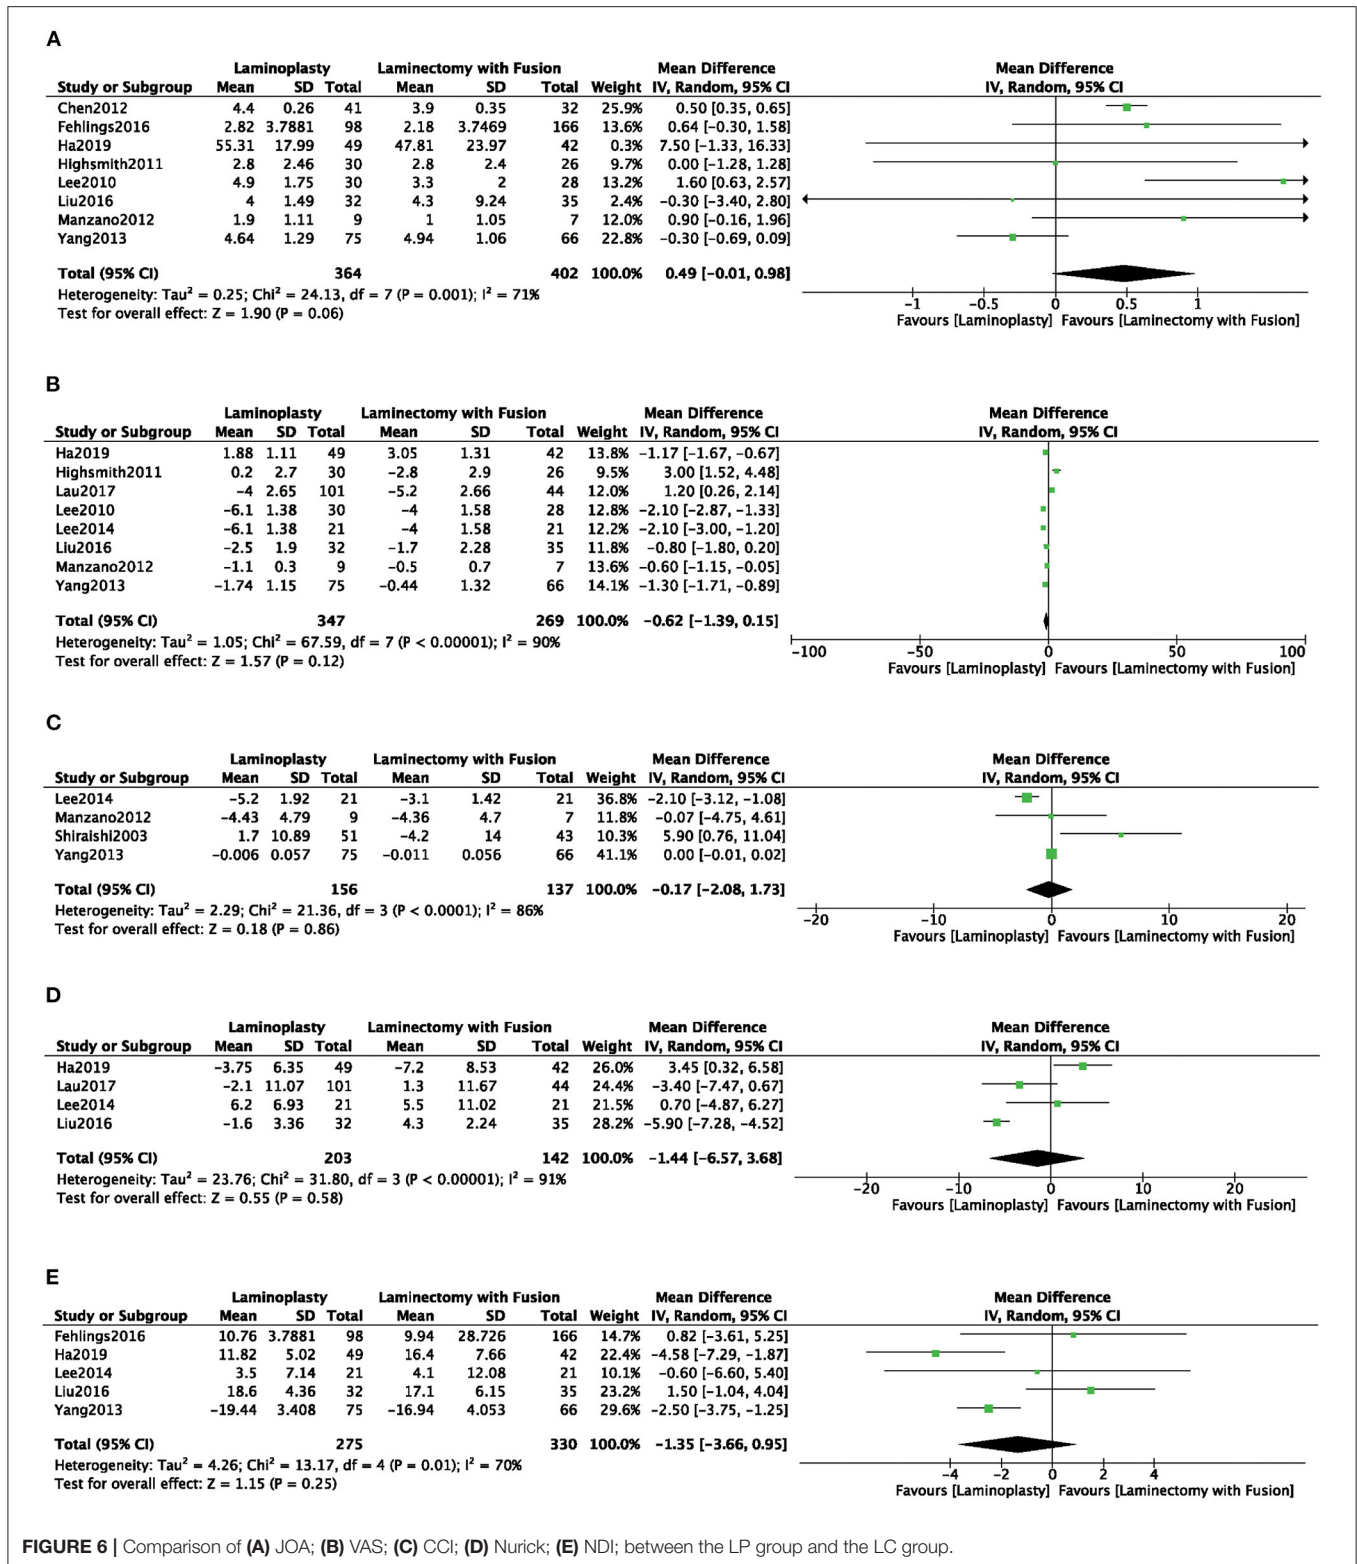 A
Laminoplasty Laminectomy with Fusion Mean Difference Mean Difference
Study or Subgroup Mean SD Total Mean SD Total Weight IV, Random, 95% CI IV, Random, 95% CI
Chen2012 4.4 0.26 41 3.9 0.35 32 25.9% 0.50 [0.35, 0.65]
Fehlings2016 2.82 3.7881 98 2.18 3.7469 166 13.6% 0.64 [−0.30, 1.58]
Ha2019 55.31 17.99 49 47.81 23.97 42 0.3% 7.50 [−1.33, 16.33]
HIghsmith2011 2.8 2.46 30 2.8 2.4 26 9.7% 0.00 [−1.28, 1.28]
Lee2010 4.9 1.75 30 3.3 2 28 13.2% 1.60 [0.63, 2.57]
Liu2016 4 1.49 32 4.3 9.24 35 2.4% −0.30 [−3.40, 2.80]
Manzano2012 1.9 1.11 9 1 1.05 7 12.0% 0.90 [−0.16, 1.96]
Yang2013 4.64 1.29 75 4.94 1.06 66 22.8% −0.30 [−0.69, 0.09]
Total (95% CI) 364 402 100.0% 0.49 [−0.01, 0.98]
Heterogeneity: Tau² = 0.25; Chi² = 24.13, df = 7 (P = 0.001); I² = 71%
Test for overall effect: Z = 1.90 (P = 0.06)
−1 −0.5 0 0.5 1
Favours [Laminoplasty] Favours [Laminectomy with Fusion]
B
Laminoplasty Laminectomy with Fusion Mean Difference Mean Difference
Study or Subgroup Mean SD Total Mean SD Total Weight IV, Random, 95% CI IV, Random, 95% CI
Ha2019 1.88 1.11 49 3.05 1.31 42 13.8% −1.17 [−1.67, −0.67]
Highsmith2011 0.2 2.7 30 −2.8 2.9 26 9.5% 3.00 [1.52, 4.48]
Lau2017 −4 2.65 101 −5.2 2.66 44 12.0% 1.20 [0.26, 2.14]
Lee2010 −6.1 1.38 30 −4 1.58 28 12.8% −2.10 [−2.87, −1.33]
Lee2014 −6.1 1.38 21 −4 1.58 21 12.2% −2.10 [−3.00, −1.20]
Liu2016 −2.5 1.9 32 −1.7 2.28 35 11.8% −0.80 [−1.80, 0.20]
Manzano2012 −1.1 0.3 9 −0.5 0.7 7 13.6% −0.60 [−1.15, −0.05]
Yang2013 −1.74 1.15 75 −0.44 1.32 66 14.1% −1.30 [−1.71, −0.89]
Total (95% CI) 347 269 100.0% −0.62 [−1.39, 0.15]
Heterogeneity: Tau² = 1.05; Chi² = 67.59, df = 7 (P < 0.00001); I² = 90%
Test for overall effect: Z = 1.57 (P = 0.12)
−100 −50 0 50 100
Favours [Laminoplasty] Favours [Laminectomy with Fusion]
C
Laminoplasty Laminectomy with Fusion Mean Difference Mean Difference
Study or Subgroup Mean SD Total Mean SD Total Weight IV, Random, 95% CI IV, Random, 95% CI
Lee2014 −5.2 1.92 21 −3.1 1.42 21 36.8% −2.10 [−3.12, −1.08]
Manzano2012 −4.43 4.79 9 −4.36 4.7 7 11.8% −0.07 [−4.75, 4.61]
Shiraishi2003 1.7 10.89 51 −4.2 14 43 10.3% 5.90 [0.76, 11.04]
Yang2013 −0.006 0.057 75 −0.011 0.056 66 41.1% 0.00 [−0.01, 0.02]
Total (95% CI) 156 137 100.0% −0.17 [−2.08, 1.73]
Heterogeneity: Tau² = 2.29; Chi² = 21.36, df = 3 (P < 0.0001); I² = 86%
Test for overall effect: Z = 0.18 (P = 0.86)
−20 −10 0 10 20
Favours [Laminoplasty] Favours [Laminectomy with Fusion]
D
Laminoplasty Laminectomy with Fusion Mean Difference Mean Difference
Study or Subgroup Mean SD Total Mean SD Total Weight IV, Random, 95% CI IV, Random, 95% CI
Ha2019 −3.75 6.35 49 −7.2 8.53 42 26.0% 3.45 [0.32, 6.58]
Lau2017 −2.1 11.07 101 1.3 11.67 44 24.4% −3.40 [−7.47, 0.67]
Lee2014 6.2 6.93 21 5.5 11.02 21 21.5% 0.70 [−4.87, 6.27]
Liu2016 −1.6 3.36 32 4.3 2.24 35 28.2% −5.90 [−7.28, −4.52]
Total (95% CI) 203 142 100.0% −1.44 [−6.57, 3.68]
Heterogeneity: Tau² = 23.76; Chi² = 31.80, df = 3 (P < 0.00001); I² = 91%
Test for overall effect: Z = 0.55 (P = 0.58)
−20 −10 0 10 20
Favours [Laminoplasty] Favours [Laminectomy with Fusion]
E
Laminoplasty Laminectomy with Fusion Mean Difference Mean Difference
Study or Subgroup Mean SD Total Mean SD Total Weight IV, Random, 95% CI IV, Random, 95% CI
Fehlings2016 10.76 3.7881 98 9.94 28.726 166 14.7% 0.82 [−3.61, 5.25]
Ha2019 11.82 5.02 49 16.4 7.66 42 22.4% −4.58 [−7.29, −1.87]
Lee2014 3.5 7.14 21 4.1 12.08 21 10.1% −0.60 [−6.60, 5.40]
Liu2016 18.6 4.36 32 17.1 6.15 35 23.2% 1.50 [−1.04, 4.04]
Yang2013 −19.44 3.408 75 −16.94 4.053 66 29.6% −2.50 [−3.75, −1.25]
Total (95% CI) 275 330 100.0% −1.35 [−3.66, 0.95]
Heterogeneity: Tau² = 4.26; Chi² = 13.17, df = 4 (P = 0.01); I² = 70%
Test for overall effect: Z = 1.15 (P = 0.25)
−4 −2 0 2 4
Favours [Laminoplasty] Favours [Laminectomy with Fusion]
FIGURE 6 | Comparison of (A) JOA; (B) VAS; (C) CCI; (D) Nurick; (E) NDI; between the LP group and the LC group.